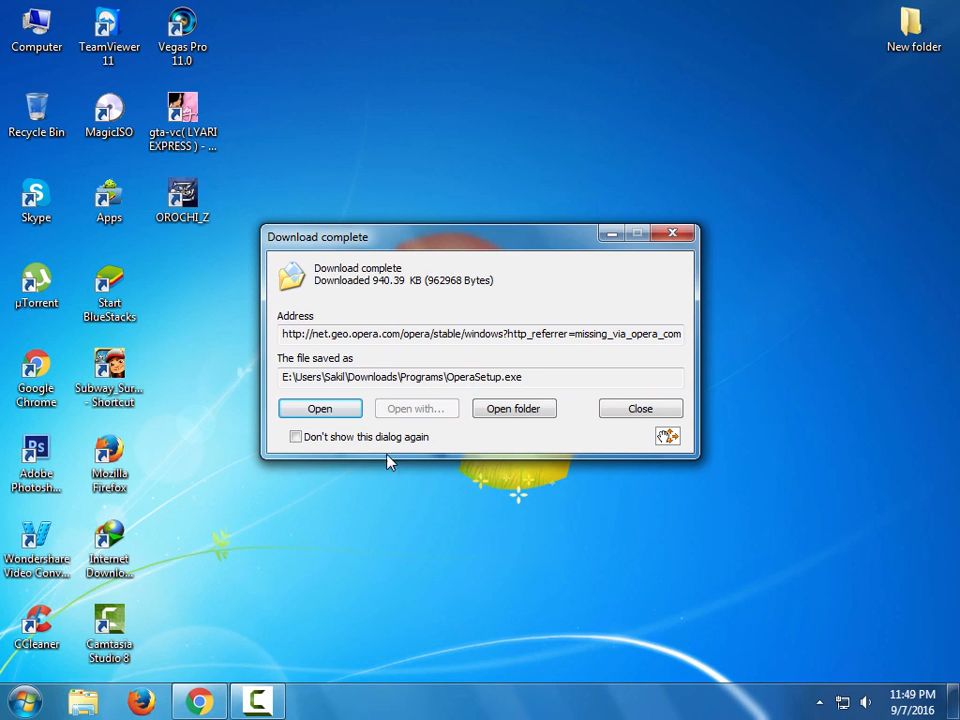 Computer
TeamViewer
11
Vegas Pro
11.0
New folder
Recycle Bin
MagicISO
gta-vc( LYARI
EXPRESS ) - ...
Skype
Apps
OROCHI_Z
µTorrent
Start
BlueStacks
Google
Chrome
Subway_Sur...
- Shortcut
Adobe
Photosh...
Mozilla
Firefox
Wondershare
Video Conv...
Internet
Downlo...
CCleaner
Camtasia
Studio 8
Download complete
Download complete
Downloaded 940.39 KB (962968 Bytes)
Address
http://net.geo.opera.com/opera/stable/windows?http_referrer=missing_via_opera_com
The file saved as
E:\Users\Sakil\Downloads\Programs\OperaSetup.exe
Open
Open with...
Open folder
Close
Don't show this dialog again
11:49 PM
9/7/2016